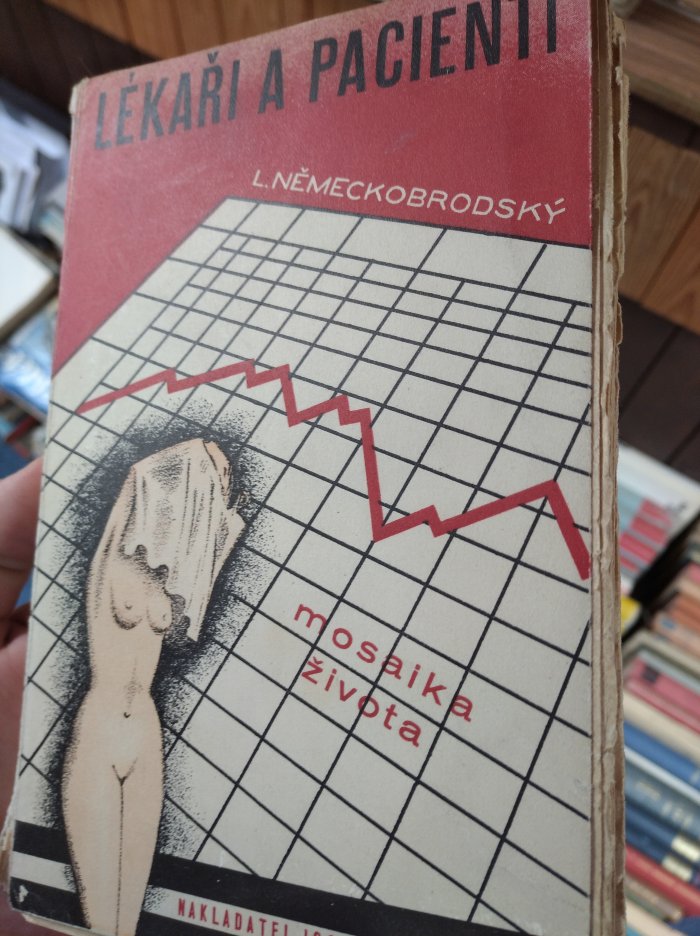 LÉKAŘI A PACIENTI
L. NĚMECKOBRODSKÝ
mosaika
života
NAKLADATEL